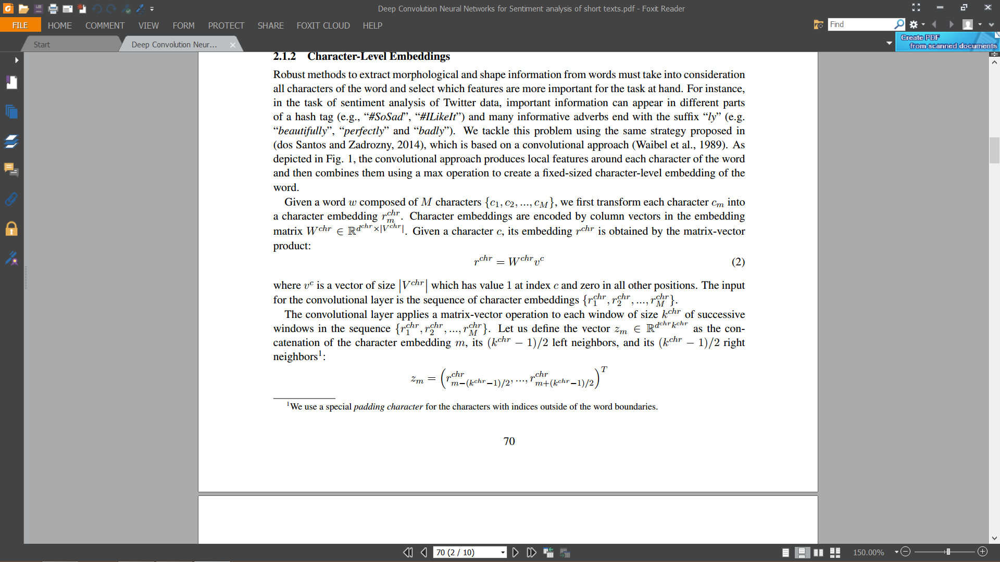 Deep Convolution Neural Networks for Sentiment analysis of short texts.pdf - Foxit Reader
FILE HOME COMMENT VIEW FORM PROTECT SHARE FOXIT CLOUD HELP Find
Start Deep Convolution Neur... Create PDF
from scanned documents
2.1.2 Character-Level Embeddings
Robust methods to extract morphological and shape information from words must take into consideration
all characters of the word and select which features are more important for the task at hand. For instance,
in the task of sentiment analysis of Twitter data, important information can appear in different parts
of a hash tag (e.g., “#SoSad”, “#ILikeIt”) and many informative adverbs end with the suffix “ly” (e.g.
“beautifully”, “perfectly” and “badly”). We tackle this problem using the same strategy proposed in
(dos Santos and Zadrozny, 2014), which is based on a convolutional approach (Waibel et al., 1989). As
depicted in Fig. 1, the convolutional approach produces local features around each character of the word
and then combines them using a max operation to create a fixed-sized character-level embedding of the
word.
Given a word w composed of M characters {c_1, c_2, ..., c_M}, we first transform each character c_m into
a character embedding r_m^{chr}. Character embeddings are encoded by column vectors in the embedding
matrix W^{chr} ∈ ℝ^{d^{chr}×|V^{chr}|}. Given a character c, its embedding r^{chr} is obtained by the matrix-vector
product:
r^{chr} = W^{chr}v^c (2)
where v^c is a vector of size |V^{chr}| which has value 1 at index c and zero in all other positions. The input
for the convolutional layer is the sequence of character embeddings {r_1^{chr}, r_2^{chr}, ..., r_M^{chr}}.
The convolutional layer applies a matrix-vector operation to each window of size k^{chr} of successive
windows in the sequence {r_1^{chr}, r_2^{chr}, ..., r_M^{chr}}. Let us define the vector z_m ∈ ℝ^{d^{chr}k^{chr}} as the con-
catenation of the character embedding m, its (k^{chr} − 1)/2 left neighbors, and its (k^{chr} − 1)/2 right
neighbors^1:
z_m = (r_{m−(k^{chr}−1)/2}^{chr}, ..., r_{m+(k^{chr}−1)/2}^{chr})^T
^1We use a special padding character for the characters with indices outside of the word boundaries.
70
70 (2 / 10) 150.00%